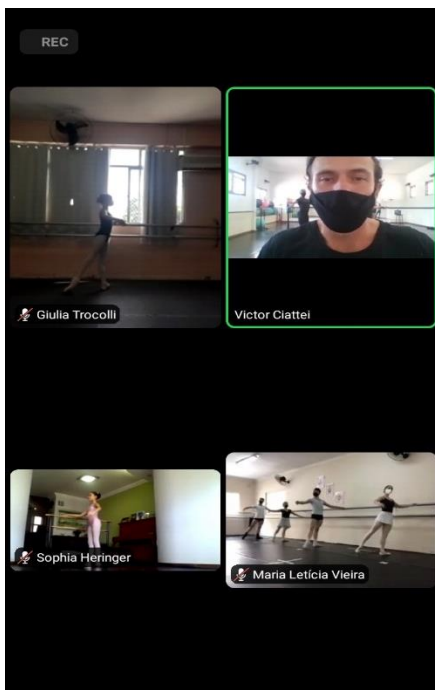 REC
Giulia Trocolli
Victor Ciattei
Sophia Heringer
Maria Letícia Vieira